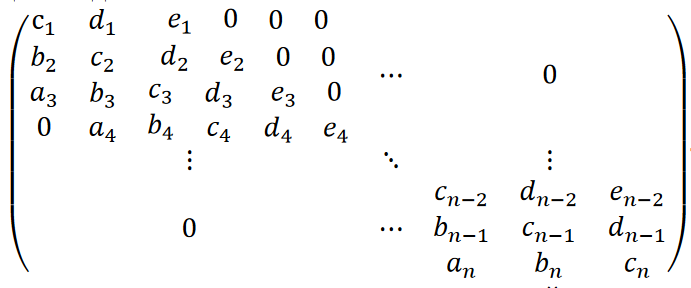 c₁ d₁ e₁ 0 0 0
b₂ c₂ d₂ e₂ 0 0
⋯ 0
a₃ b₃ c₃ d₃ e₃ 0
0 a₄ b₄ c₄ d₄ e₄
⋮ ⋱ ⋮
cₙ₋₂ dₙ₋₂ eₙ₋₂
0 ⋯ bₙ₋₁ cₙ₋₁ dₙ₋₁
aₙ bₙ cₙ